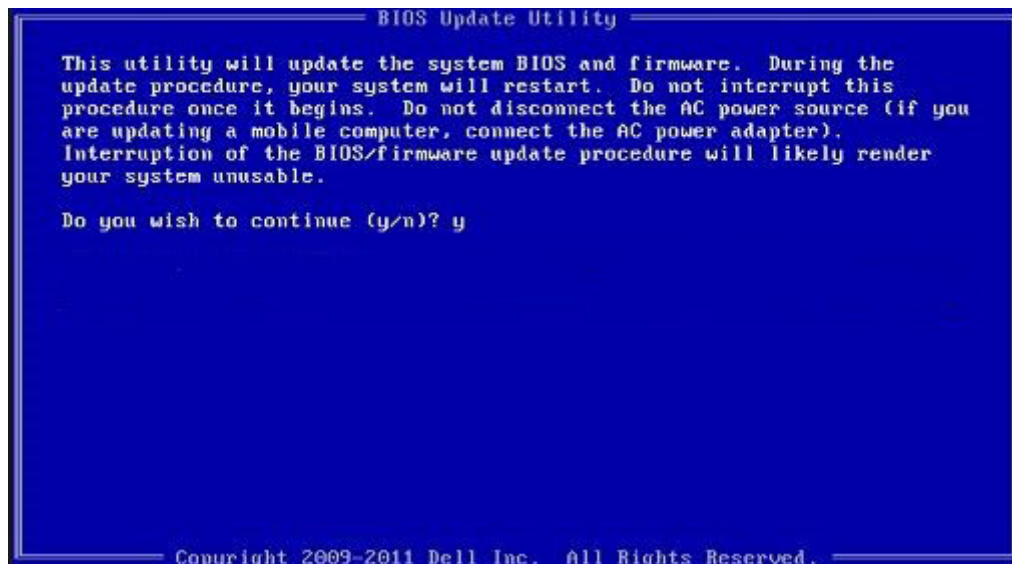 BIOS Update Utility
This utility will update the system BIOS and firmware. During the
update procedure, your system will restart. Do not interrupt this
procedure once it begins. Do not disconnect the AC power source (if you
are updating a mobile computer, connect the AC power adapter).
Interruption of the BIOS/firmware update procedure will likely render
your system unusable.
Do you wish to continue (y/n)? y
Copyright 2009-2011 Dell Inc. All Rights Reserved.